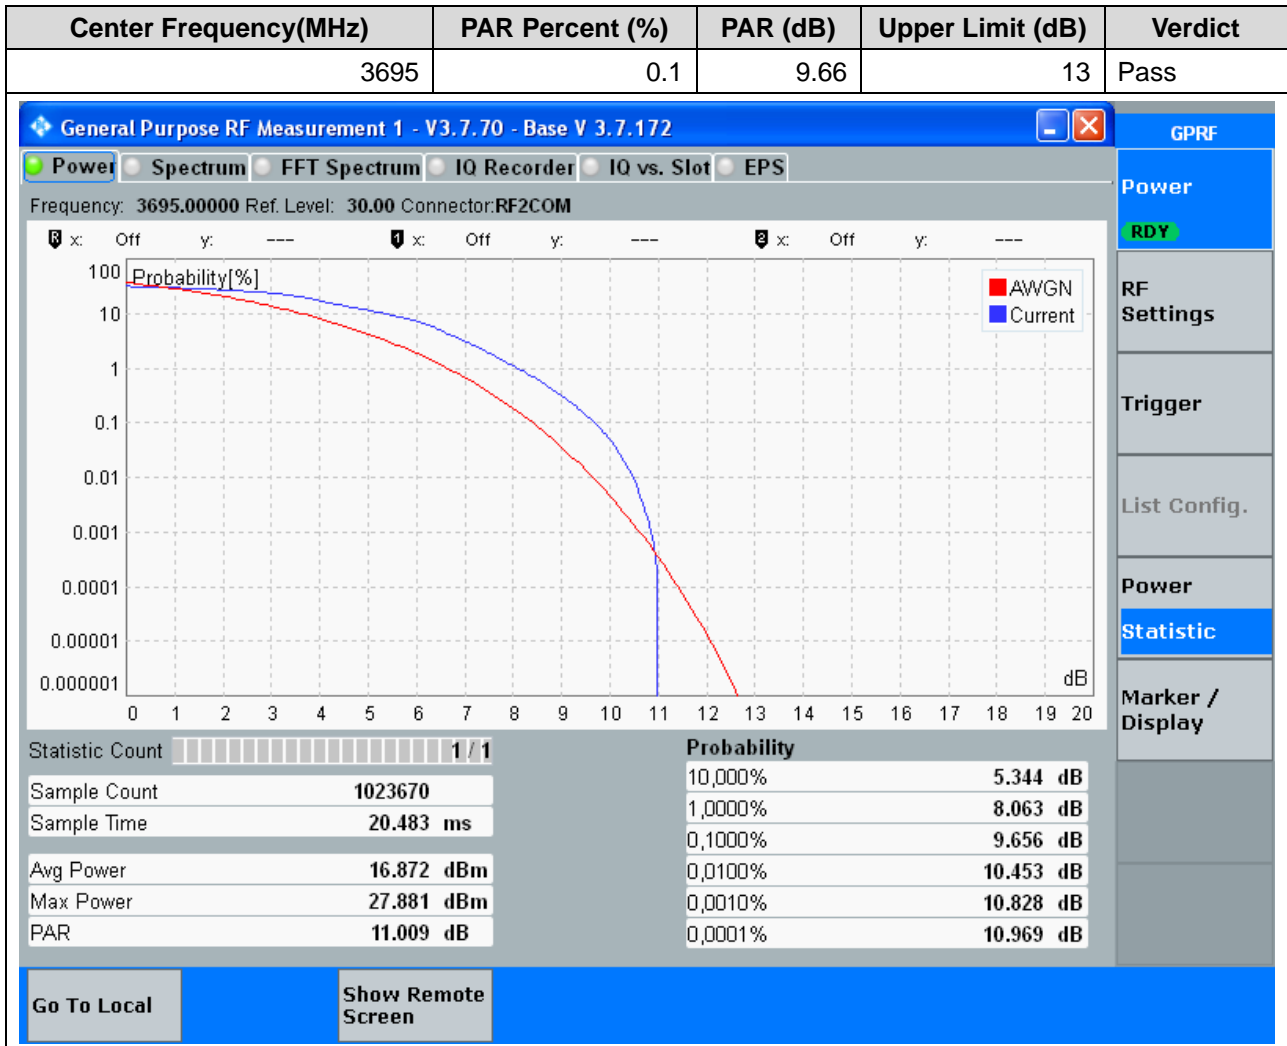 Center Frequency(MHz) PAR Percent (%) PAR (dB) Upper Limit (dB) Verdict
3695 0.1 9.66 13 Pass
General Purpose RF Measurement 1 - V3.7.70 - Base V 3.7.172
GPRF
Power Spectrum FFT Spectrum IQ Recorder IQ vs. Slot EPS
Power
RDY
Frequency: 3695.00000 Ref. Level: 30.00 Connector:RF2COM
R x: Off y: --- 1 x: Off y: --- 2 x: Off y: ---
Probability[%]
AWGN
Current
100
10
1
0.1
0.01
0.001
0.0001
0.00001
0.000001
dB
0 1 2 3 4 5 6 7 8 9 10 11 12 13 14 15 16 17 18 19 20
RF
Settings
Trigger
List Config.
Power
Statistic
Marker /
Display
Statistic Count 1 / 1
Sample Count 1023670
Sample Time 20.483 ms
Avg Power 16.872 dBm
Max Power 27.881 dBm
PAR 11.009 dB
Probability
10,000% 5.344 dB
1,0000% 8.063 dB
0,1000% 9.656 dB
0,0100% 10.453 dB
0,0010% 10.828 dB
0,0001% 10.969 dB
Go To Local
Show Remote
Screen